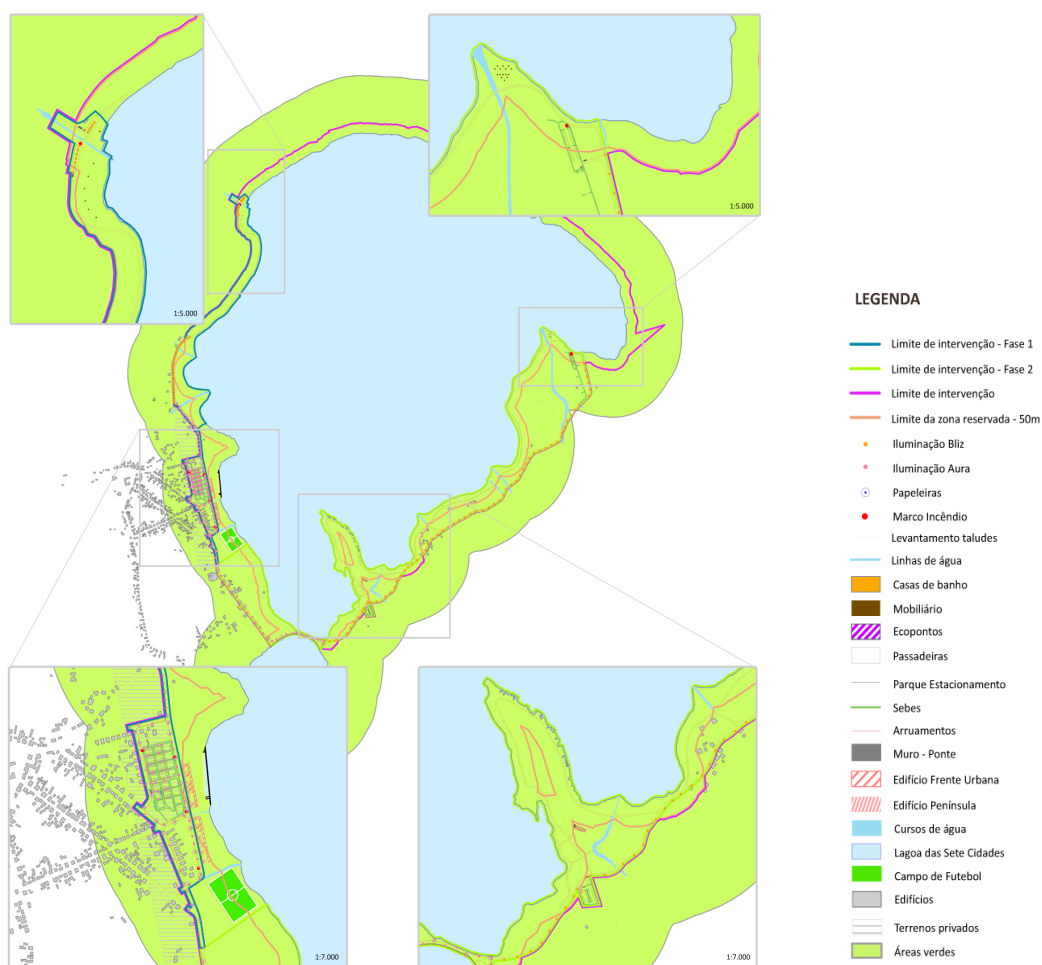 1:5.000
1:5.000
LEGENDA
Limite de intervenção - Fase 1
Limite de intervenção - Fase 2
Limite de intervenção
Limite da zona reservada - 50m
Iluminação Bliz
Iluminação Aura
Papeleiras
Marco Incêndio
Levantamento taludes
Linhas de água
Casas de banho
Mobiliário
Ecopontos
Passadeiras
Parque Estacionamento
Sebes
Arruamentos
Muro - Ponte
Edifício Frente Urbana
Edifício Península
Cursos de água
Lagoa das Sete Cidades
Campo de Futebol
Edifícios
Terrenos privados
Áreas verdes
1:7.000
1:7.000